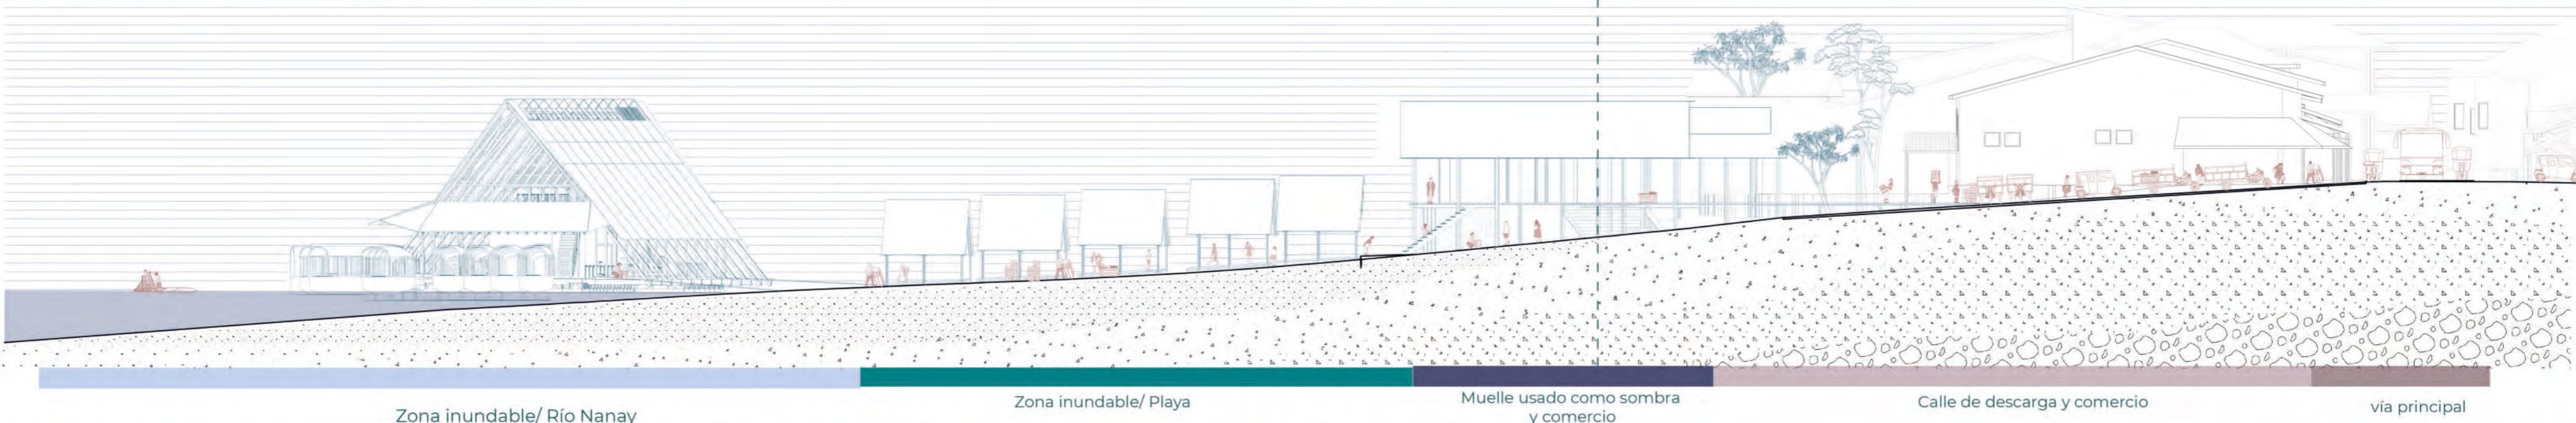 Zona inundable/ Río Nanay
Zona inundable/ Playa
Muelle usado como sombra
y comercio
Calle de descarga y comercio
vía principal